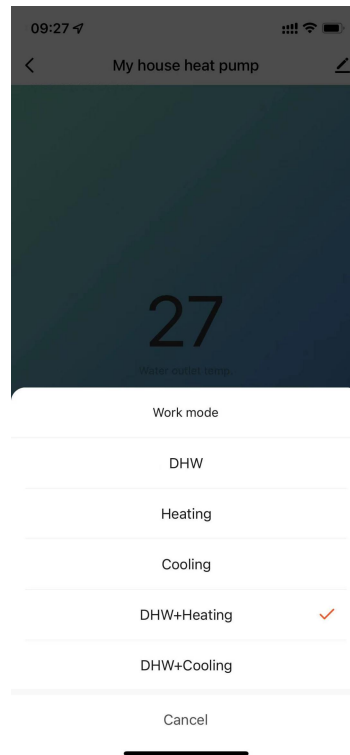 09:27
My house heat pump
27
Water outlet temp.
Work mode
DHW
Heating
Cooling
DHW+Heating
DHW+Cooling
Cancel